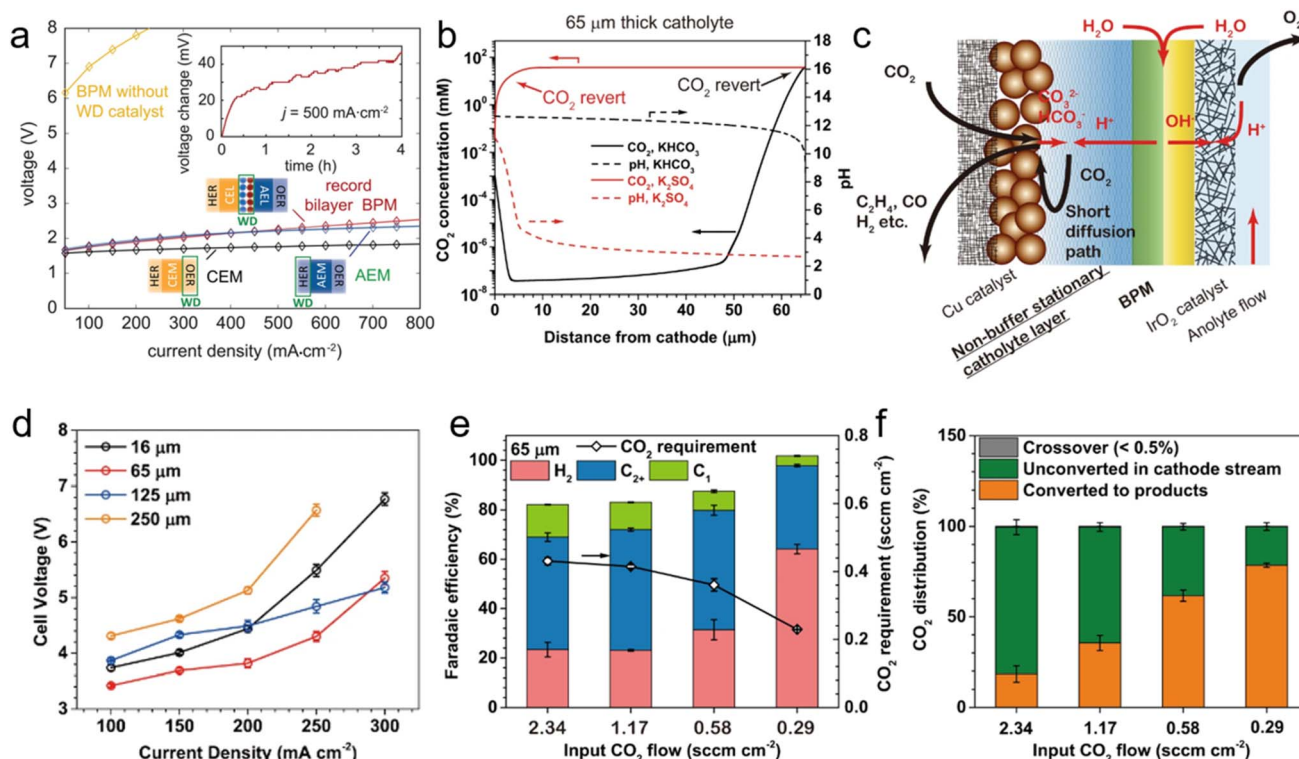 a
8
7
6
5
4
3
2
1
0
voltage (V)
BPM without
WD catalyst
voltage change (mV)
40
20
0
j = 500 mA·cm⁻²
0 1 2 3 4
time (h)
HER
CEL
AEL
OER
WD
record
bilayer BPM
HER
CEM
OER
WD
CEM
HER
AEM
OER
WD
AEM
100 200 300 400 500 600 700 800
current density (mA·cm⁻²)
b
65 μm thick catholyte
10²
10⁰
10⁻²
10⁻⁴
10⁻⁶
10⁻⁸
CO₂ concentration (mM)
CO₂ revert
CO₂ revert
CO₂, KHCO₃
pH, KHCO₃
CO₂, K₂SO₄
pH, K₂SO₄
18
16
14
12
10
8
6
4
2
0
pH
0 10 20 30 40 50 60
Distance from cathode (μm)
c
H₂O
H₂O
O₂
CO₂
SO₃²⁻
HCO₃⁻
H⁺
OH⁻
H⁺
CO₂
C₂H₄, CO
H₂ etc.
Short
diffusion
path
Cu catalyst
Non-buffer stationary
catholyte layer
BPM
IrO₂ catalyst
Anolyte flow
d
8
7
6
5
4
3
Cell Voltage (V)
16 μm
65 μm
125 μm
250 μm
100 150 200 250 300
Current Density (mA cm⁻²)
e
65 μm
CO₂ requirement
H₂
C₂₊
C₁
100
80
60
40
20
0
Faradaic efficiency (%)
0.8
0.6
0.4
0.2
0.0
CO₂ requirement (sccm cm⁻²)
2.34 1.17 0.58 0.29
Input CO₂ flow (sccm cm⁻²)
f
150
100
50
0
CO₂ distribution (%)
Crossover (< 0.5%)
Unconverted in cathode stream
Converted to products
2.34 1.17 0.58 0.29
Input CO₂ flow (sccm cm⁻²)